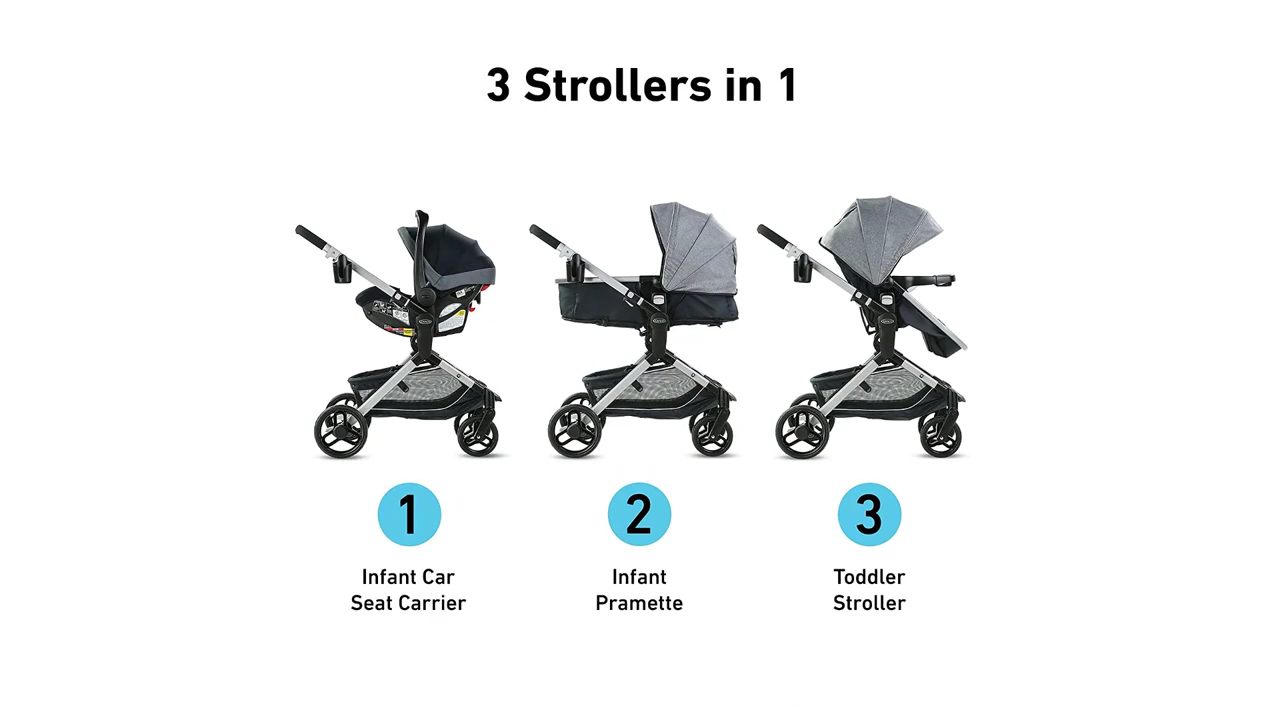 3 Strollers in 1
1
2
3
Infant Car
Seat Carrier
Infant
Pramette
Toddler
Stroller